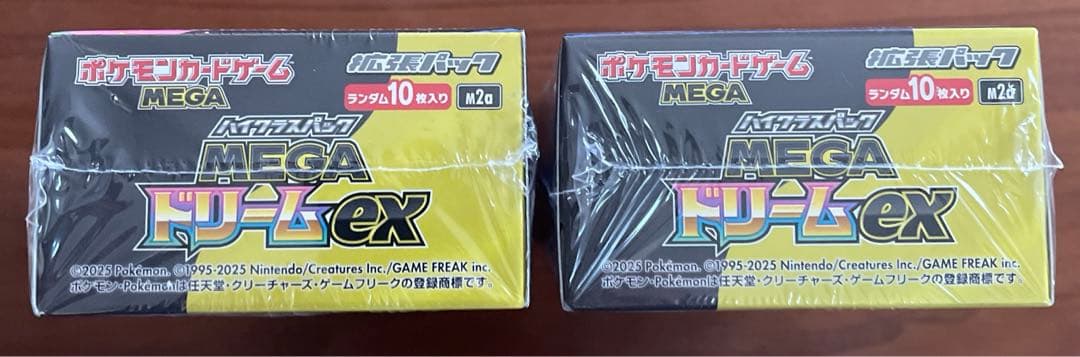 ポケモンカードゲーム
MEGA
拡張パック
ランダム10枚入り
M2a
ハイクラスパック
MEGA
ドリームex
©2025 Pokémon. ©1995-2025 Nintendo/Creatures Inc./GAME FREAK inc.
ポケモン・Pokémonは任天堂・クリーチャーズ・ゲームフリークの登録商標です。
ポケモンカードゲーム
MEGA
拡張パック
ランダム10枚入り
M2a
ハイクラスパック
MEGA
ドリームex
©2025 Pokémon. ©1995-2025 Nintendo/Creatures Inc./GAME FREAK inc.
ポケモン・Pokémonは任天堂・クリーチャーズ・ゲームフリークの登録商標です。